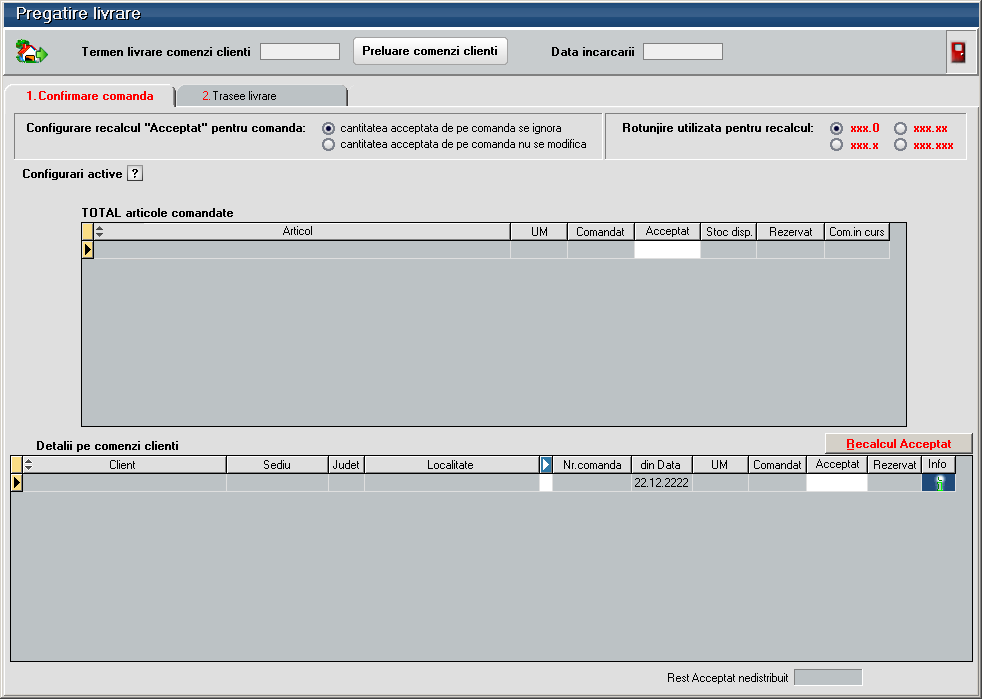 Pregatire livrare
Termen livrare comenzi clienti Preluare comenzi clienti Data incarcarii
1.Confirmare comanda 2.Trasee livrare
Configurare recalcul "Acceptat" pentru comanda: cantitatea acceptata de pe comanda se ignora Rotunjire utilizata pentru recalcul: xxx.0 xxx.xx
cantitatea acceptata de pe comanda nu se modifica xxx.x xxx.xxx
Configurari active ?
TOTAL articole comandate
Articol UM Comandat Acceptat Stoc disp. Rezervat Com.in curs
Recalcul Acceptat
Detalii pe comenzi clienti
Client Sediu Judet Localitate Nr.comanda din Data UM Comandat Acceptat Rezervat Info
22.12.2222
Rest Acceptat nedistribuit